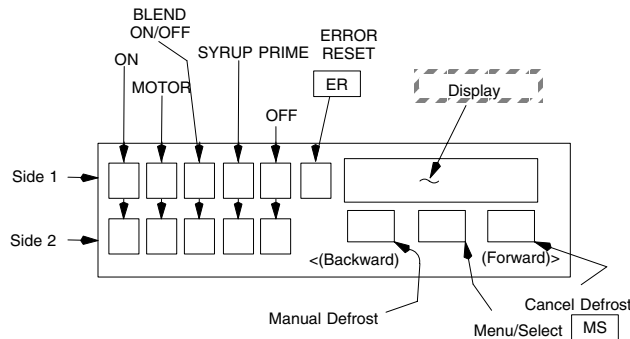 BLEND
ON/OFF
ERROR
RESET
SYRUP PRIME
ON
MOTOR
ER
Display
OFF
Side 1
Side 2
<(Backward)
(Forward)>
Manual Defrost
Cancel Defrost
Menu/Select
MS